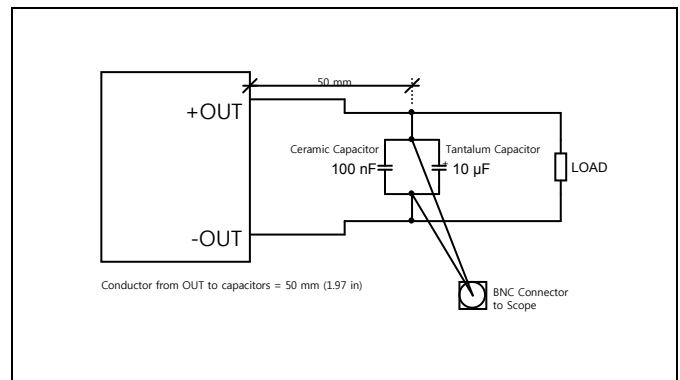 50 mm
+OUT
Ceramic Capacitor
100 nF
Tantalum Capacitor
+
10 µF
LOAD
-OUT
Conductor from OUT to capacitors = 50 mm (1.97 in)
BNC Connector
to Scope